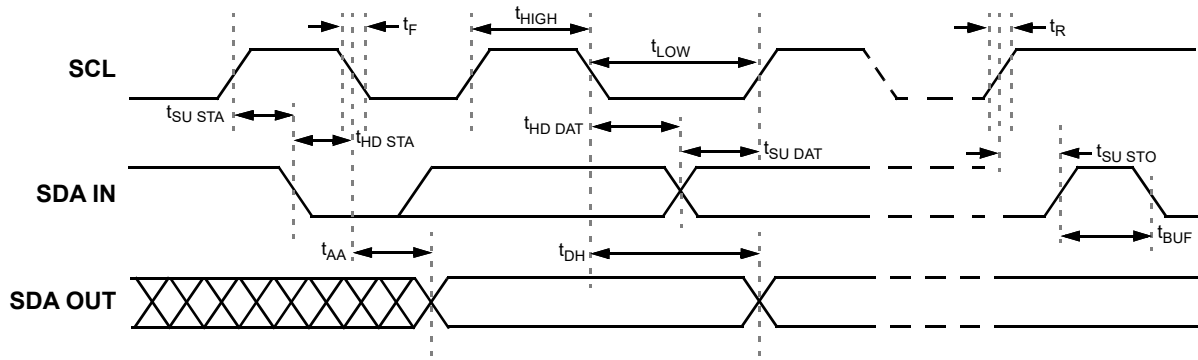 tF
tHIGH
tR
tLOW
SCL
tSU STA
tHD STA
tHD DAT
tSU DAT
tSU STO
SDA IN
tAA
tDH
tBUF
SDA OUT